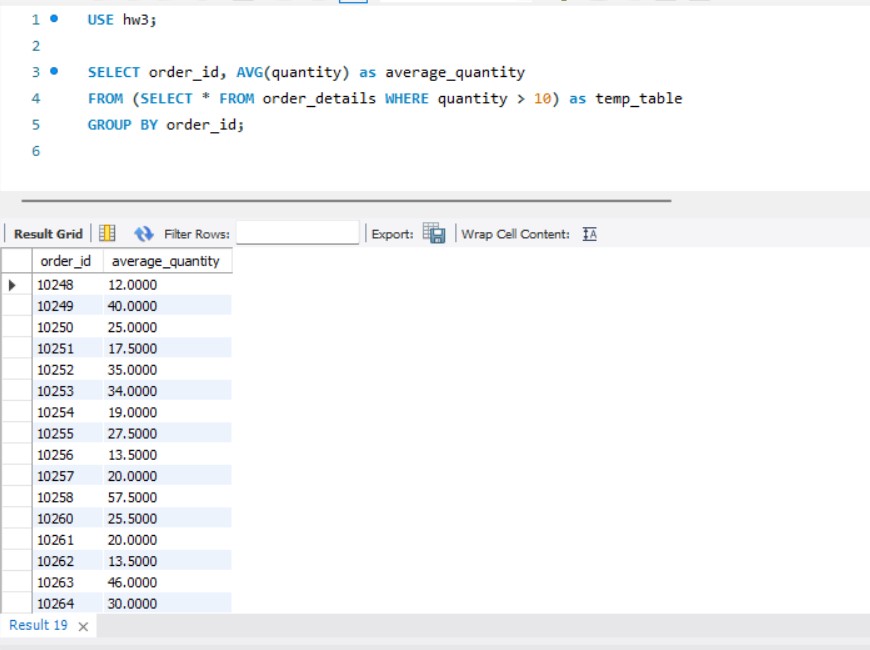 1 USE hw3;
2
3 SELECT order_id, AVG(quantity) as average_quantity
4 FROM (SELECT * FROM order_details WHERE quantity > 10) as temp_table
5 GROUP BY order_id;
6
Result Grid Filter Rows: Export: Wrap Cell Content: IA
order_id average_quantity
10248 12.0000
10249 40.0000
10250 25.0000
10251 17.5000
10252 35.0000
10253 34.0000
10254 19.0000
10255 27.5000
10256 13.5000
10257 20.0000
10258 57.5000
10260 25.5000
10261 20.0000
10262 13.5000
10263 46.0000
10264 30.0000
Result 19